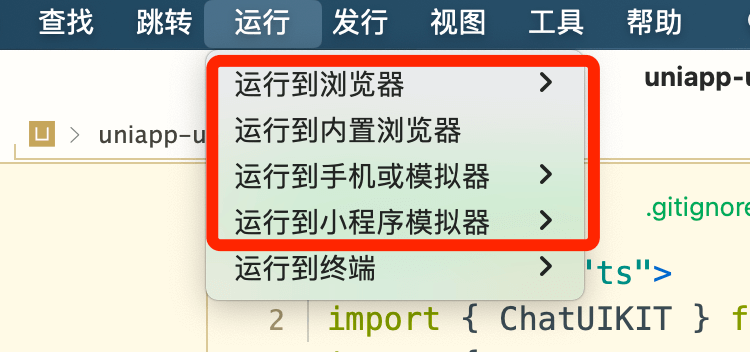 查找 跳转 运行 发行 视图 工具 帮助
运行到浏览器
uniapp-u
运行到内置浏览器
U > uniapp-u
运行到手机或模拟器
.gitignore
运行到小程序模拟器
运行到终端
"ts">
2 import { ChatUIKIT } f